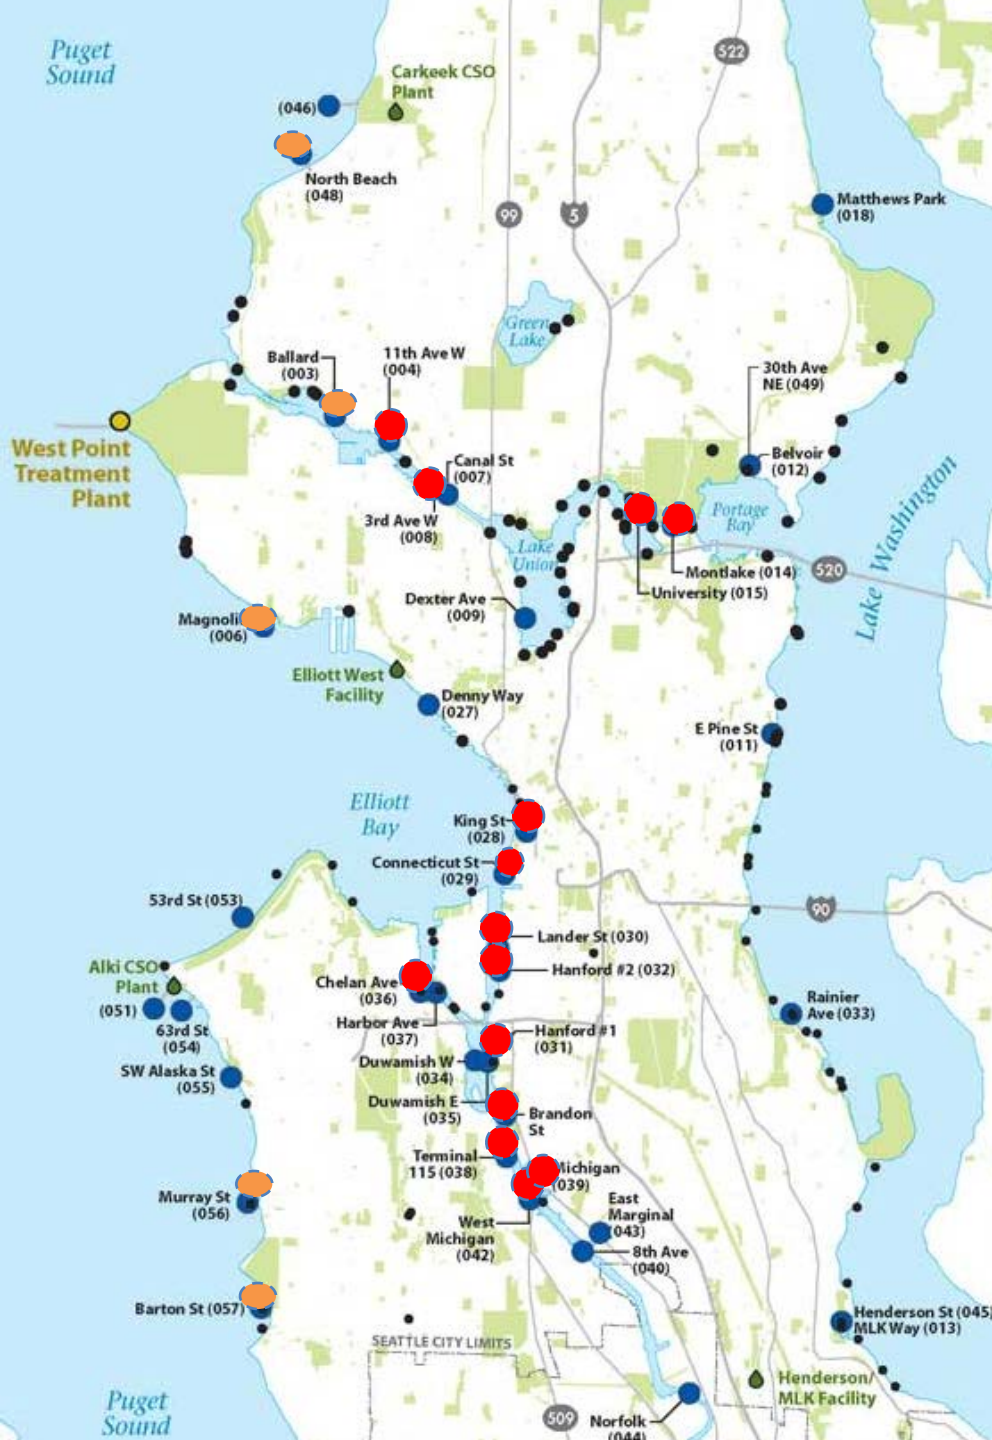 Puget
Sound
522
Carkeek CSO
Plant
(046)
North Beach
(048)
99
5
Matthews Park
(018)
Green
Lake
Ballard
(003)
11th Ave W
(004)
30th Ave
NE (049)
West Point
Treatment
Plant
Canal St
(007)
Belvoir
(012)
3rd Ave W
(008)
Portage
Bay
Lake
Union
Lake Washington
520
Montlake (014)
University (015)
Dexter Ave
(009)
Magnoli
(006)
Elliott West
Facility
Denny Way
(027)
E Pine St
(011)
Elliott
Bay
King St
(028)
Connecticut St
(029)
53rd St (053)
90
Lander St (030)
Hanford #2 (032)
Alki CSO
Plant
(051)
63rd St
(054)
Chelan Ave
(036)
Harbor Ave
(037)
Rainier
Ave (033)
Hanford #1
(031)
Duwamish W
(034)
SW Alaska St
(055)
Duwamish E
(035)
Brandon
St
Terminal
115 (038)
Michigan
(039)
Murray St
(056)
West
Michigan
(042)
East
Marginal
(043)
8th Ave
(040)
Barton St (057)
Henderson St (045)
MLK Way (013)
SEATTLE CITY LIMITS
Henderson/
MLK Facility
Puget
Sound
509
Norfolk
(044)